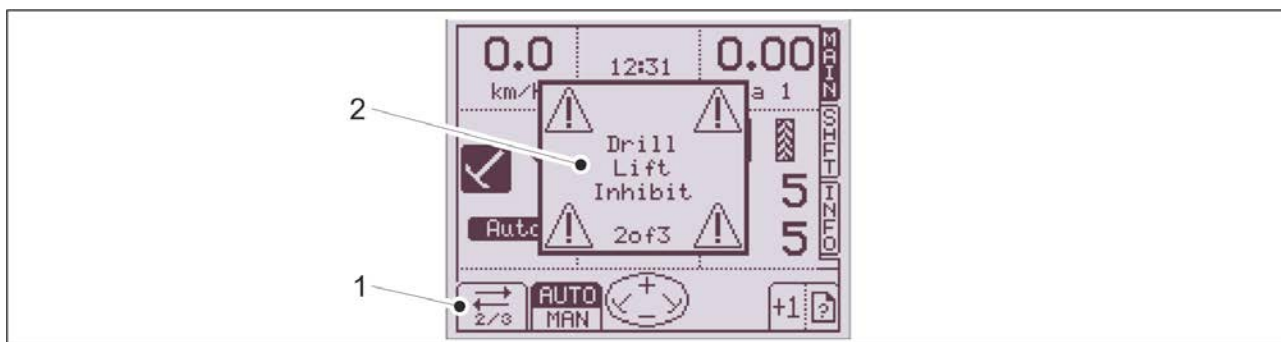 0.0
12:31
0.00
km/
a 1
MAIN
SHFT
INFO
2
Drill
Lift
Inhibit
2of3
5
5
Auto
1
2/3
AUTO
MAN
+
-
+1
?